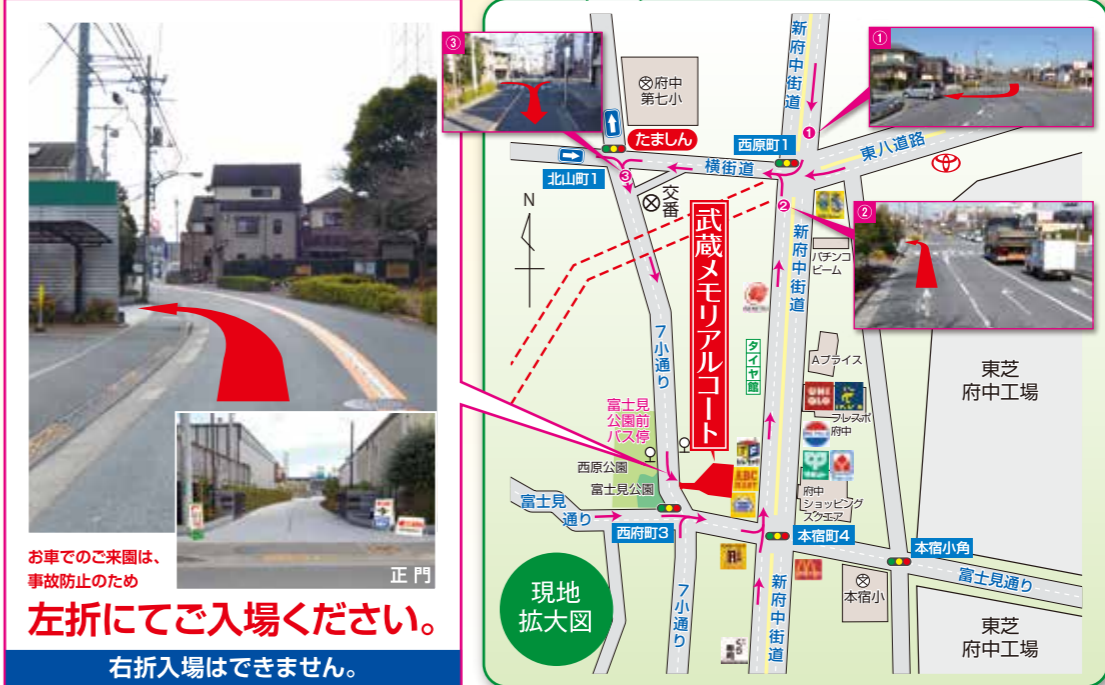 お車でのご来園は、
事故防止のため
左折にてご入場ください。
右折入場はできません。
正門
③
府中
第七小
たましん
新府中街道
①
①
西原町1
東八道路
横街道
北山町1
③
交番
N
②
②
武蔵メモリアルコート
新府中街道
パチンコ
ビーム
タイヤ館
Aプライス
東芝
府中工場
7小通り
富士見
公園前
バス停
UNI
QLO
フレスポ
府中
西原公園
富士見公園
ABC
MART
府中
ショッピング
スクエア
富士見
通り
西府町3
本宿町4
本宿小角
富士見通り
現地
拡大図
7小通り
新府中街道
本宿小
東芝
府中工場